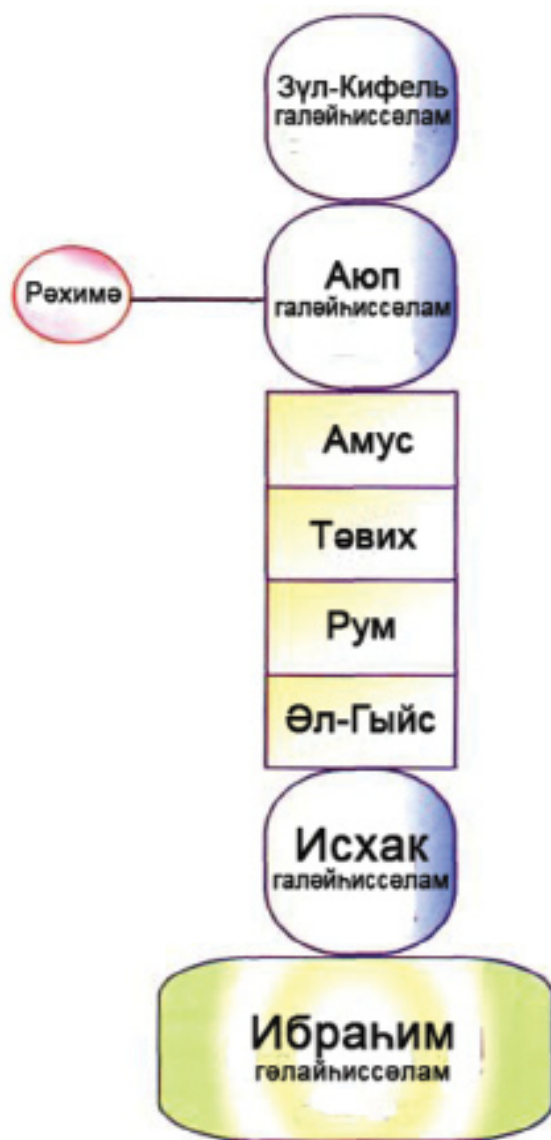 Зүл-Кифель
галәйһиссәлам
Аюп
галәйһиссәлам
Рәхимә
Амус
Тәвих
Рум
Әл-Гыйс
Исхак
галәйһиссәлам
Ибраһим
гәлайһиссәлам